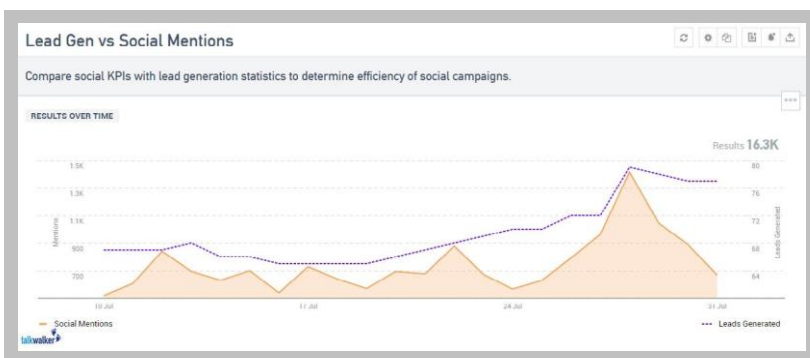 Lead Gen vs Social Mentions
Compare social KPIs with lead generation statistics to determine efficiency of social campaigns.
RESULTS OVER TIME
Results 16.3K
1.5K
80
1.3K
76
1.1K
72
Mentions
Leads Generated
900
68
700
64
10 Jul
17 Jul
24 Jul
31 Jul
Social Mentions
Leads Generated
talkwalker